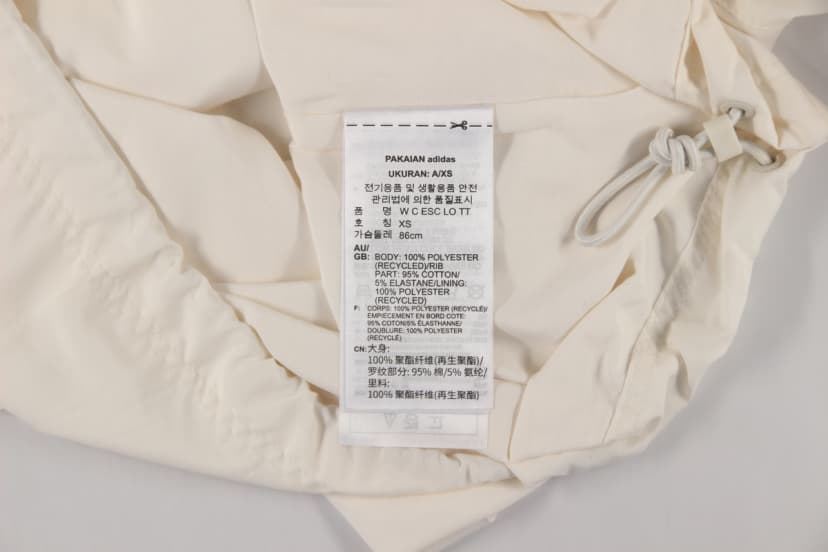 PAKAIAN adidas
UKURAN: A/XS
전기용품 및 생활용품 안전
관리법에 의한 품질표시
품 명 W C ESC LO TT
호 칭 XS
가슴둘레 86cm
AU/
GB: BODY: 100% POLYESTER
(RECYCLED)/RIB
PART: 95% COTTON/
5% ELASTANE/LINING:
100% POLYESTER
(RECYCLED)
F: CORPS: 100% POLYESTER (RECYCLÉ)/
EMPIECEMENT EN BORD COTE:
95% COTON/5% ÉLASTHANNE/
DOUBLURE: 100% POLYESTER
(RECYCLÉ)
CN: 大身:
100% 聚酯纤维(再生聚酯)/
罗纹部分: 95% 棉/5% 氨纶/
里料:
100% 聚酯纤维(再生聚酯)